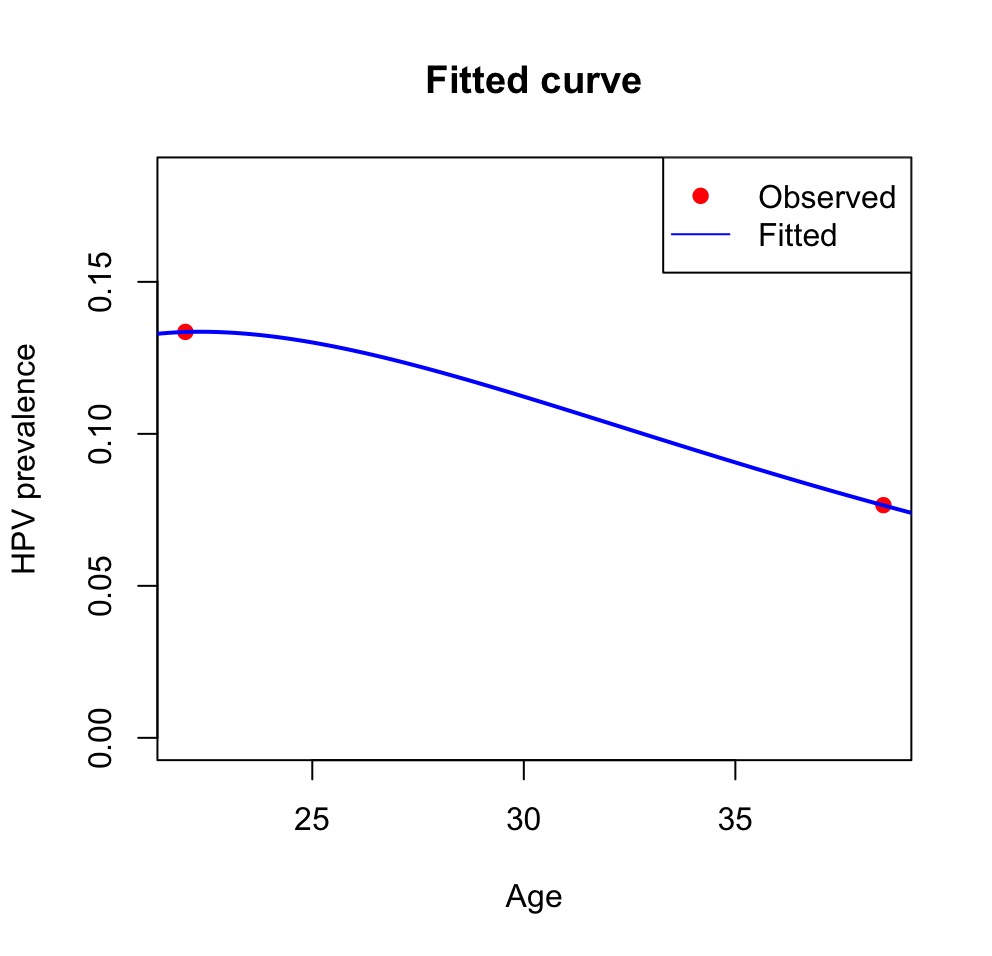 Fitted curve
Observed
Fitted
HPV prevalence
0.15
0.10
0.05
0.00
25 30 35
Age